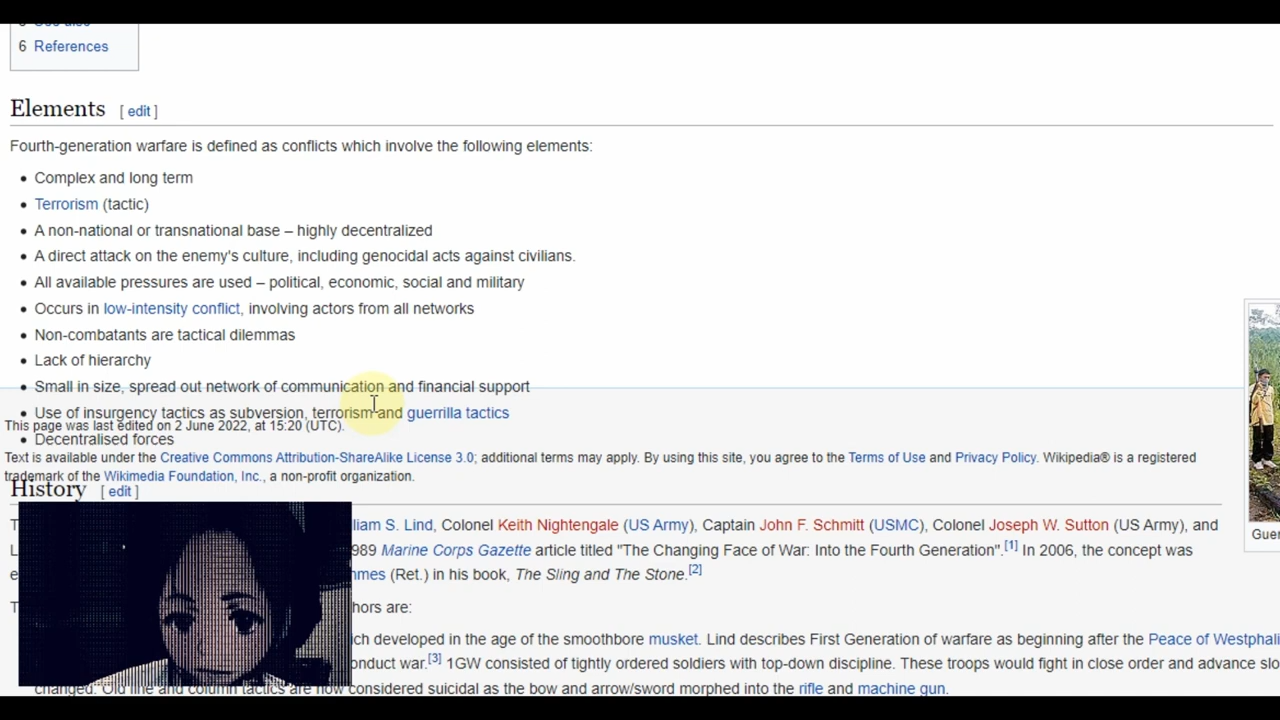 6 References
Elements [ edit ]
Fourth-generation warfare is defined as conflicts which involve the following elements:
• Complex and long term
• Terrorism (tactic)
• A non-national or transnational base – highly decentralized
• A direct attack on the enemy's culture, including genocidal acts against civilians.
• All available pressures are used – political, economic, social and military
• Occurs in low-intensity conflict, involving actors from all networks
• Non-combatants are tactical dilemmas
• Lack of hierarchy
• Small in size, spread out network of communication and financial support
• Use of insurgency tactics as subversion, terrorism and guerrilla tactics
This page was last edited on 2 June 2022, at 15:20 (UTC).
• Decentralised forces
Text is available under the Creative Commons Attribution-ShareAlike License 3.0; additional terms may apply. By using this site, you agree to the Terms of Use and Privacy Policy. Wikipedia® is a registered
trademark of the Wikimedia Foundation, Inc., a non-profit organization.
History [ edit ]
liam S. Lind, Colonel Keith Nightengale (US Army), Captain John F. Schmitt (USMC), Colonel Joseph W. Sutton (US Army), and
989 Marine Corps Gazette article titled "The Changing Face of War: Into the Fourth Generation".[1] In 2006, the concept was
mes (Ret.) in his book, The Sling and The Stone.[2]
hors are:
ch developed in the age of the smoothbore musket. Lind describes First Generation of warfare as beginning after the Peace of Westphali
onduct war.[3] 1GW consisted of tightly ordered soldiers with top-down discipline. These troops would fight in close order and advance slo
changed. Old line and column tactics are now considered suicidal as the bow and arrow/sword morphed into the rifle and machine gun.
Guer